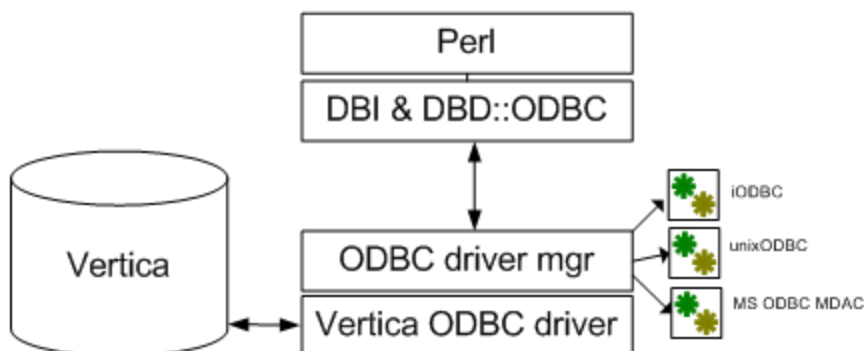 Perl
DBI & DBD::ODBC
iODBC
Vertica
ODBC driver mgr
unixODBC
Vertica ODBC driver
MS ODBC MDAC